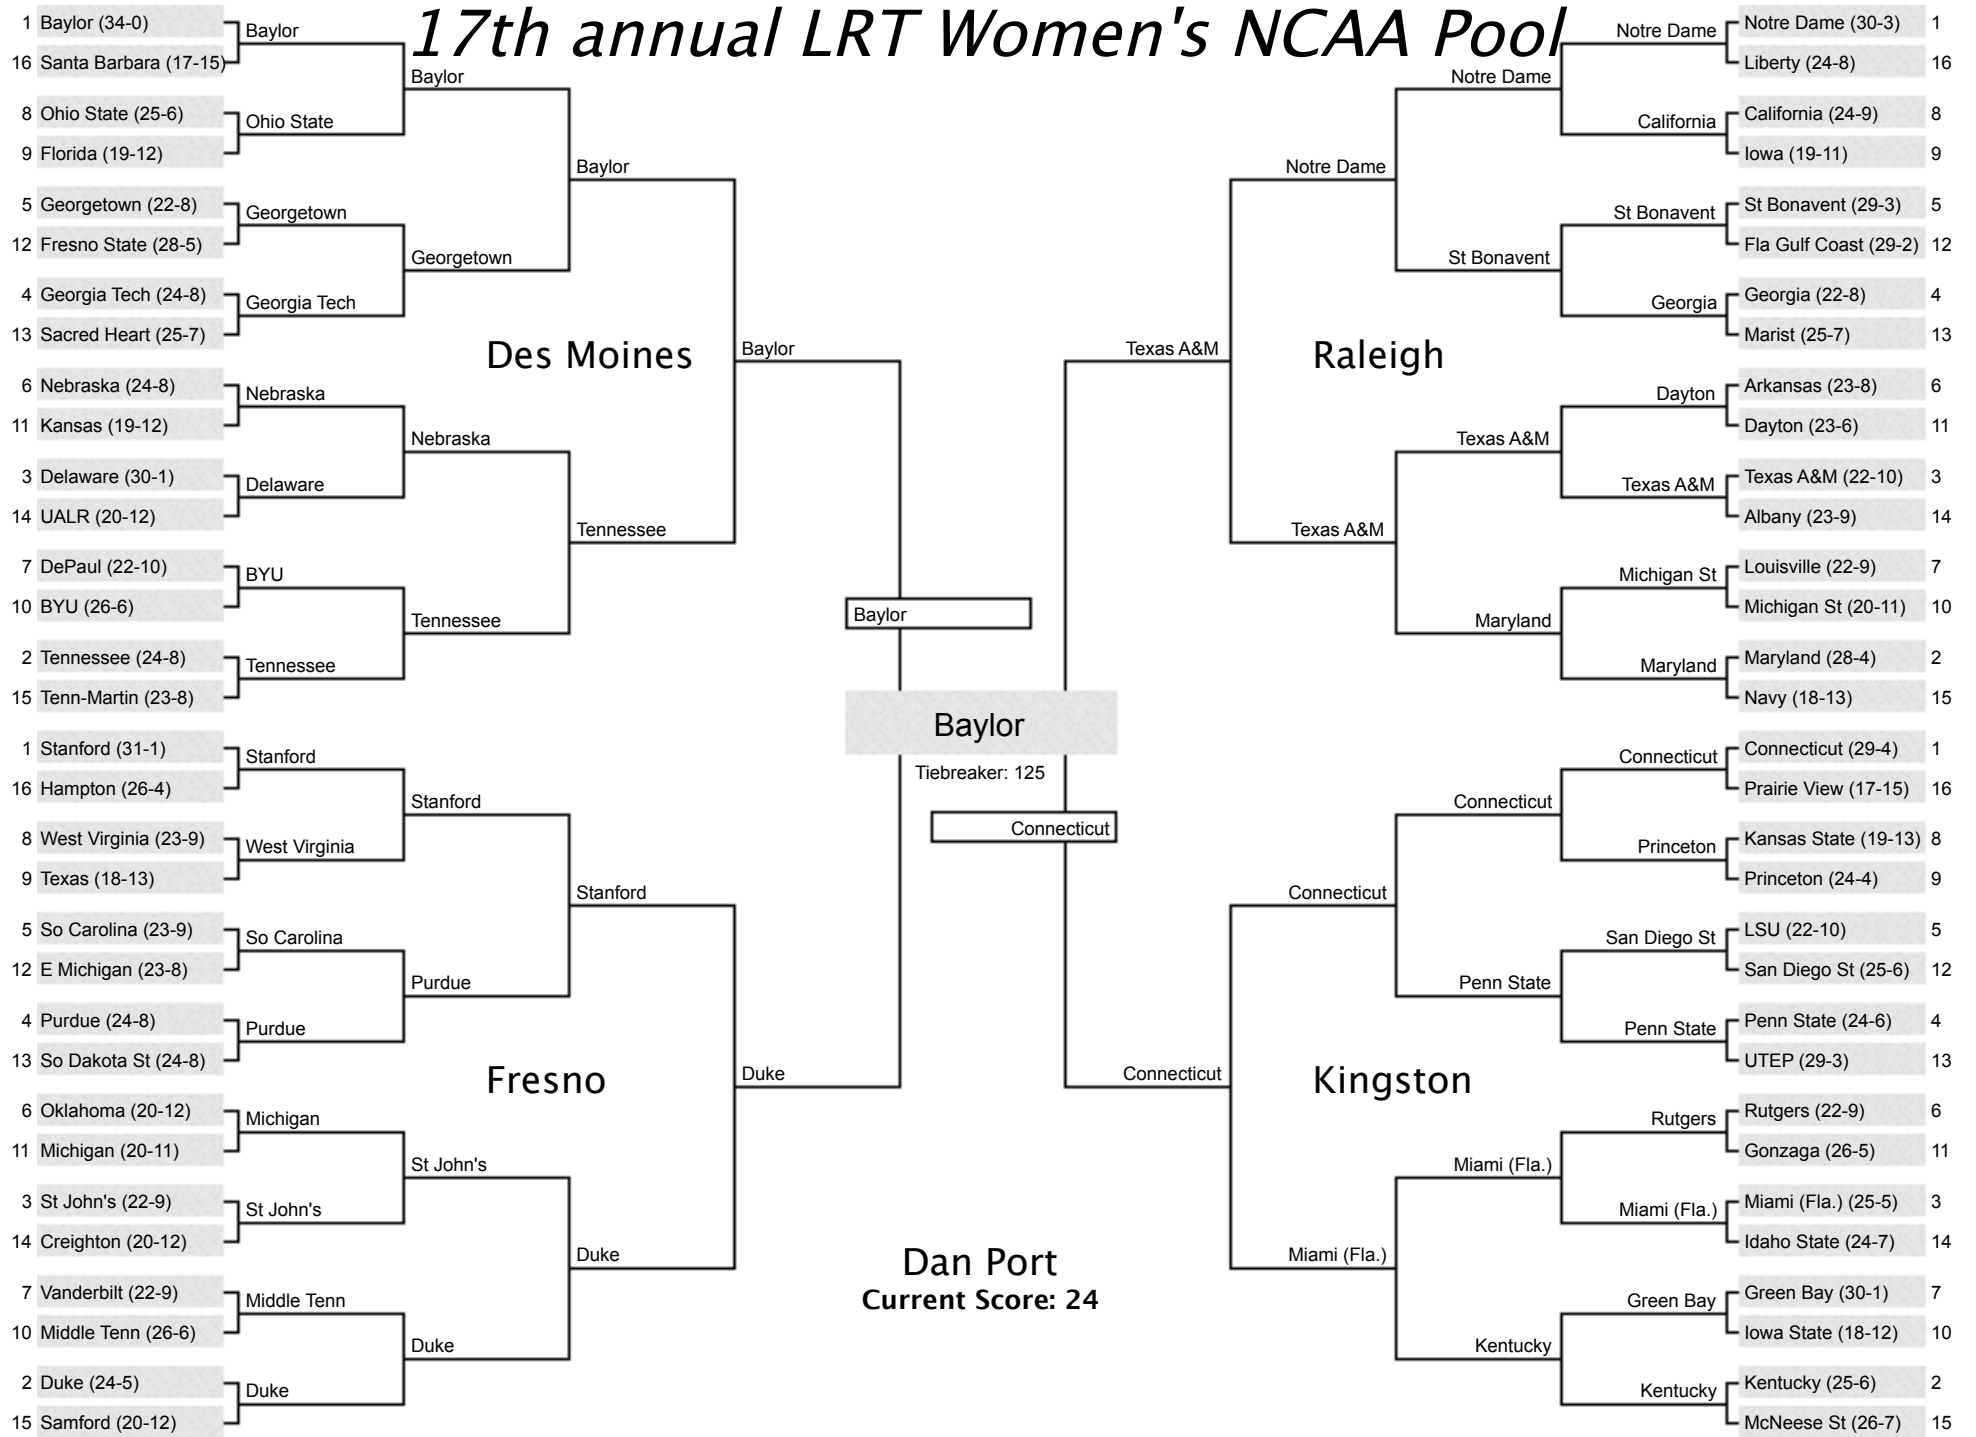 17th annual LRT Women's NCAA Pool
1 Baylor (34-0)
16 Santa Barbara (17-15)
8 Ohio State (25-6)
9 Florida (19-12)
5 Georgetown (22-8)
12 Fresno State (28-5)
4 Georgia Tech (24-8)
13 Sacred Heart (25-7)
6 Nebraska (24-8)
11 Kansas (19-12)
3 Delaware (30-1)
14 UALR (20-12)
7 DePaul (22-10)
10 BYU (26-6)
2 Tennessee (24-8)
15 Tenn-Martin (23-8)
Baylor
Ohio State
Georgetown
Georgia Tech
Nebraska
Delaware
BYU
Tennessee
Baylor
Georgetown
Nebraska
Tennessee
Baylor
Tennessee
Des Moines
Baylor
1 Stanford (31-1)
16 Hampton (26-4)
8 West Virginia (23-9)
9 Texas (18-13)
5 So Carolina (23-9)
12 E Michigan (23-8)
4 Purdue (24-8)
13 So Dakota St (24-8)
6 Oklahoma (20-12)
11 Michigan (20-11)
3 St John's (22-9)
14 Creighton (20-12)
7 Vanderbilt (22-9)
10 Middle Tenn (26-6)
2 Duke (24-5)
15 Samford (20-12)
Stanford
West Virginia
So Carolina
Purdue
Michigan
St John's
Middle Tenn
Duke
Stanford
Purdue
St John's
Duke
Stanford
Duke
Fresno
Duke
Baylor
Baylor
Tiebreaker: 125
Connecticut
Dan Port
Current Score: 24
Notre Dame (30-3) 1
Liberty (24-8) 16
California (24-9) 8
Iowa (19-11) 9
St Bonavent (29-3) 5
Fla Gulf Coast (29-2) 12
Georgia (22-8) 4
Marist (25-7) 13
Arkansas (23-8) 6
Dayton (23-6) 11
Texas A&M (22-10) 3
Albany (23-9) 14
Louisville (22-9) 7
Michigan St (20-11) 10
Maryland (28-4) 2
Navy (18-13) 15
Notre Dame
California
St Bonavent
Georgia
Dayton
Texas A&M
Michigan St
Maryland
Notre Dame
St Bonavent
Texas A&M
Maryland
Notre Dame
Texas A&M
Raleigh
Texas A&M
Connecticut (29-4) 1
Prairie View (17-15) 16
Kansas State (19-13) 8
Princeton (24-4) 9
LSU (22-10) 5
San Diego St (25-6) 12
Penn State (24-6) 4
UTEP (29-3) 13
Rutgers (22-9) 6
Gonzaga (26-5) 11
Miami (Fla.) (25-5) 3
Idaho State (24-7) 14
Green Bay (30-1) 7
Iowa State (18-12) 10
Kentucky (25-6) 2
McNeese St (26-7) 15
Connecticut
Princeton
San Diego St
Penn State
Rutgers
Miami (Fla.)
Green Bay
Kentucky
Connecticut
Penn State
Miami (Fla.)
Kentucky
Connecticut
Miami (Fla.)
Kingston
Connecticut